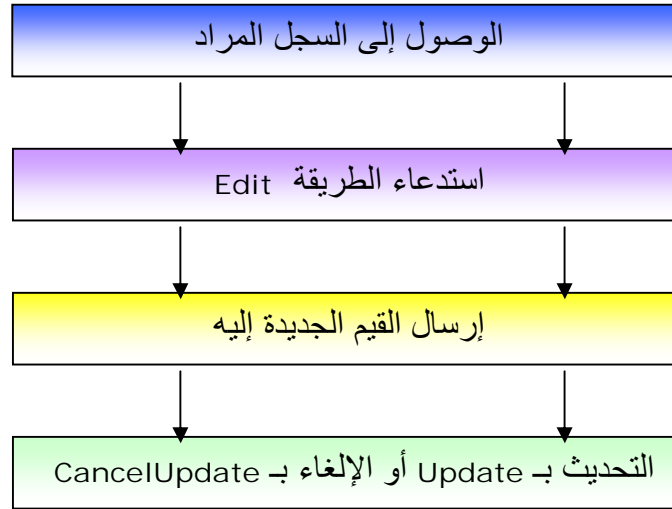 الوصول إلى السجل المراد
استدعاء الطريقة Edit
إرسال القيم الجديدة إليه
التحديث بـ Update أو الإلغاء بـ CancelUpdate